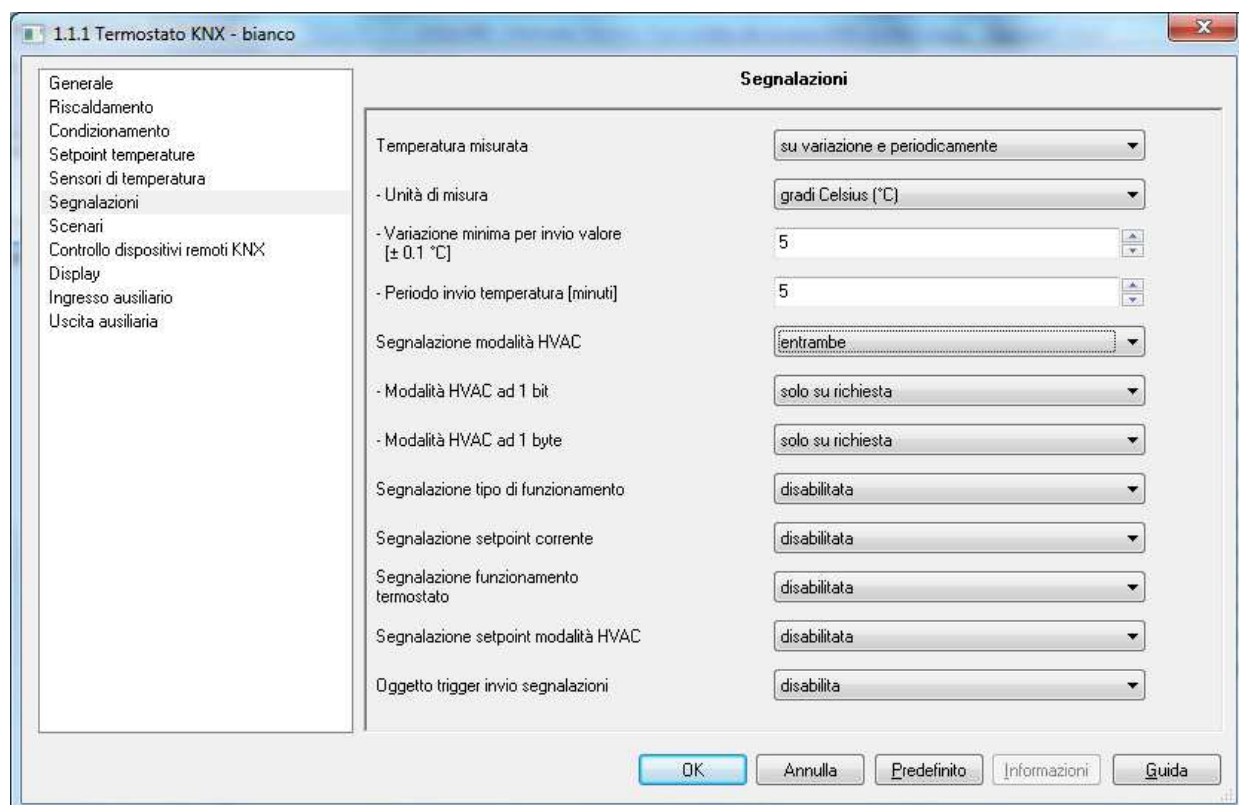 1.1.1 Termostato KNX - bianco
Generale
Riscaldamento
Condizionamento
Setpoint temperature
Sensori di temperatura
Segnalazioni
Scenari
Controllo dispositivi remoti KNX
Display
Ingresso ausiliario
Uscita ausiliaria
Segnalazioni
Temperatura misurata
su variazione e periodicamente
- Unità di misura
gradi Celsius (°C)
- Variazione minima per invio valore
[± 0.1 °C]
5
- Periodo invio temperatura [minuti]
5
Segnalazione modalità HVAC
entrambe
- Modalità HVAC ad 1 bit
solo su richiesta
- Modalità HVAC ad 1 byte
solo su richiesta
Segnalazione tipo di funzionamento
disabilitata
Segnalazione setpoint corrente
disabilitata
Segnalazione funzionamento
termostato
disabilitata
Segnalazione setpoint modalità HVAC
disabilitata
Oggetto trigger invio segnalazioni
disabilita
OK
Annulla
Predefinito
Informazioni
Guida